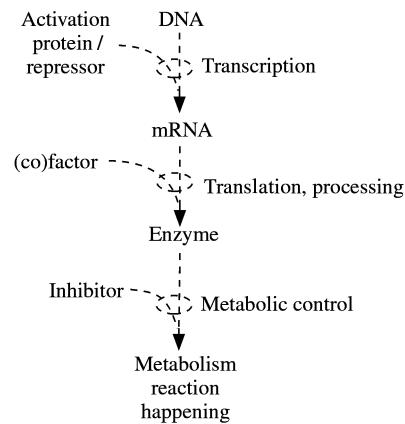 Activation
protein /
repressor
DNA
Transcription
mRNA
(co)factor
Translation, processing
Enzyme
Inhibitor
Metabolic control
Metabolism
reaction
happening